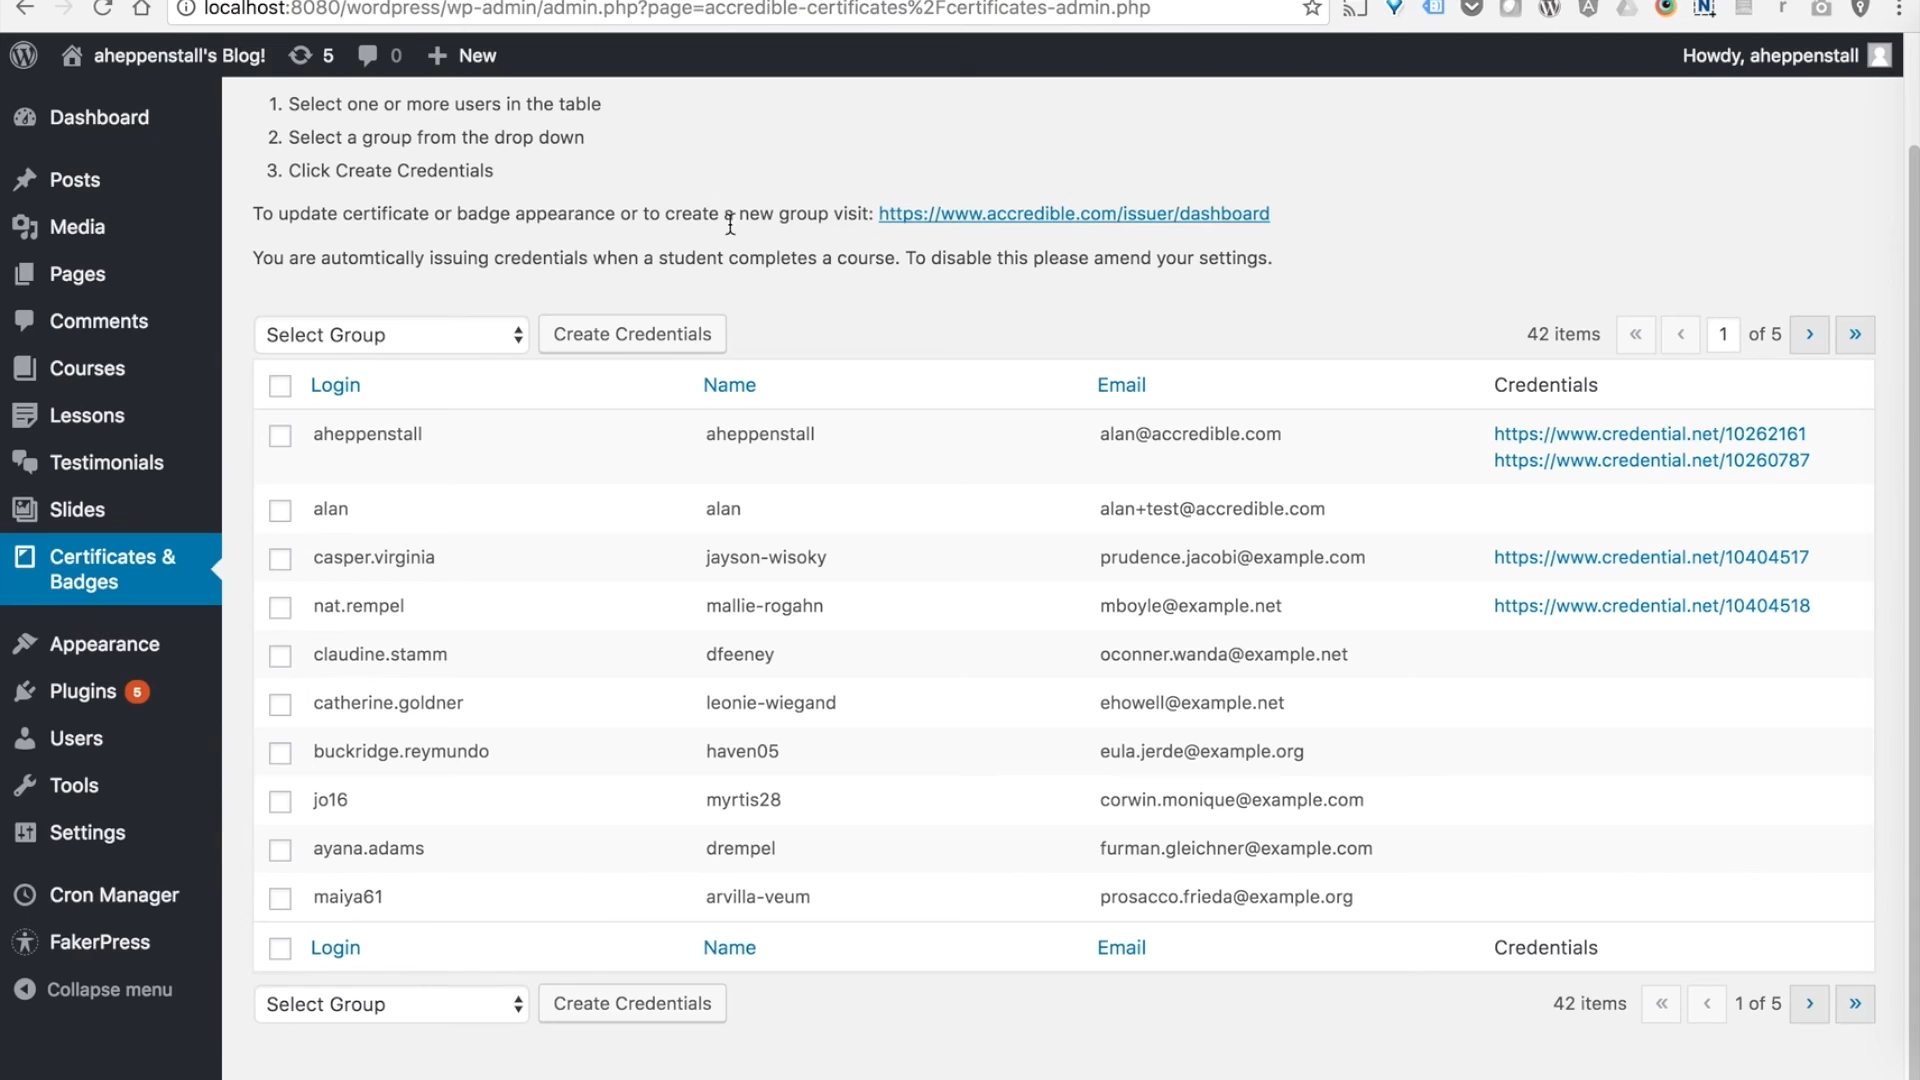 localhost:8080/wordpress/wp-admin/admin.php?page=accredible-certificates%2Fcertificates-admin.php
aheppenstall's Blog! 5 0 New Howdy, aheppenstall
Dashboard
Posts
Media
Pages
Comments
Courses
Lessons
Testimonials
Slides
Certificates &
Badges
Appearance
Plugins 5
Users
Tools
Settings
Cron Manager
FakerPress
Collapse menu
1. Select one or more users in the table
2. Select a group from the drop down
3. Click Create Credentials
To update certificate or badge appearance or to create a new group visit: https://www.accredible.com/issuer/dashboard
You are automtically issuing credentials when a student completes a course. To disable this please amend your settings.
Select Group Create Credentials 42 items « ‹ 1 of 5 › »
Login Name Email Credentials
aheppenstall aheppenstall alan@accredible.com https://www.credential.net/10262161
https://www.credential.net/10260787
alan alan alan+test@accredible.com
casper.virginia jayson-wisoky prudence.jacobi@example.com https://www.credential.net/10404517
nat.rempel mallie-rogahn mboyle@example.net https://www.credential.net/10404518
claudine.stamm dfeeney oconner.wanda@example.net
catherine.goldner leonie-wiegand ehowell@example.net
buckridge.reymundo haven05 eula.jerde@example.org
jo16 myrtis28 corwin.monique@example.com
ayana.adams drempel furman.gleichner@example.com
maiya61 arvilla-veum prosacco.frieda@example.org
Login Name Email Credentials
Select Group Create Credentials 42 items « ‹ 1 of 5 › »